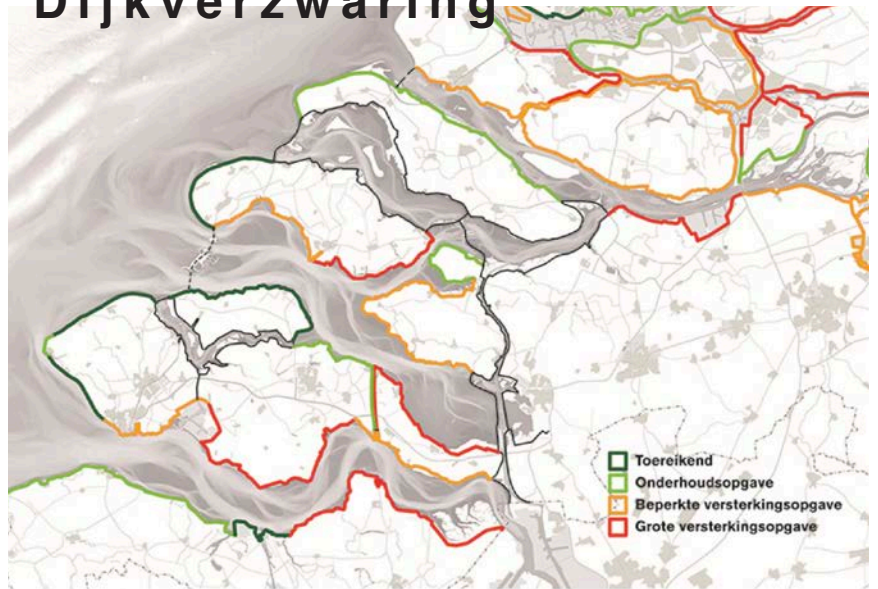 Dijkverzwaring
Toereikend
Onderhoudsopgave
Beperkte versterkingsopgave
Grote versterkingsopgave